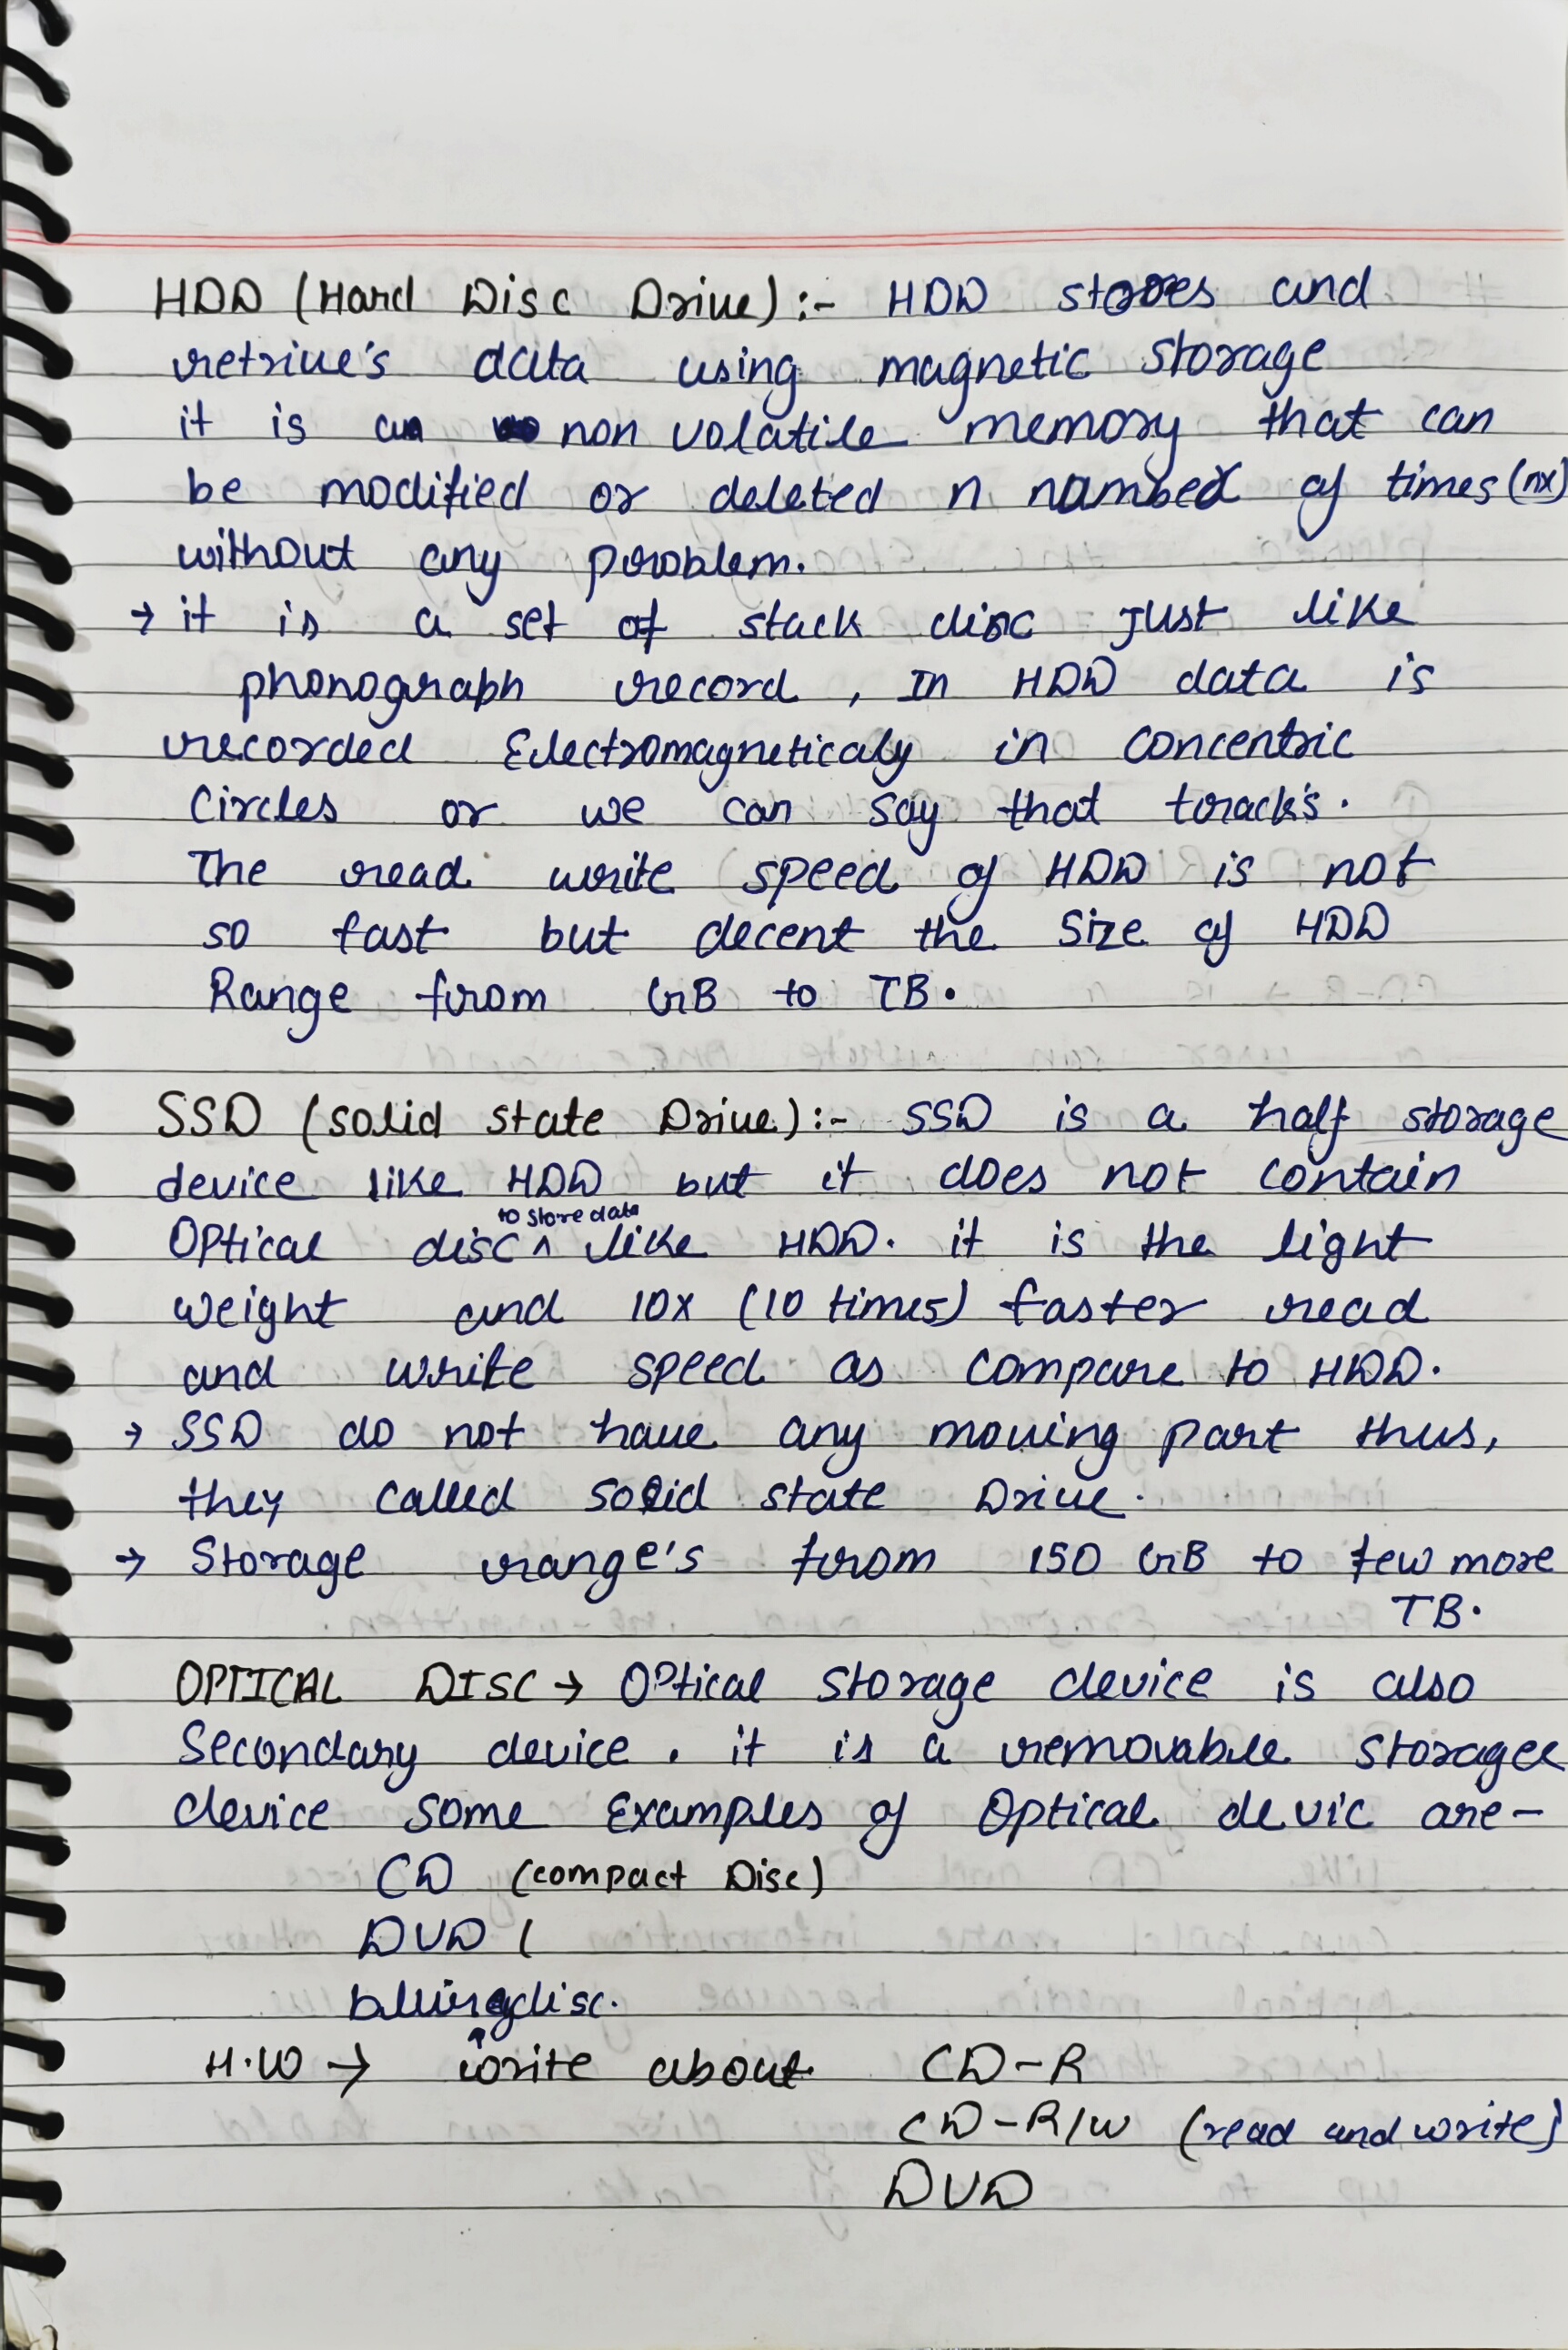 HDD (Hard Disc Drive) :- HDD stores and
retrive's data using magnetic storage
it is a non volatile memory that can
be modified or deleted n number of times (nx)
without any problem.
→ it is a set of stack disc just like
phonograph record , In HDD data is
recorded Electromagneticaly in concentric
Circles or we can say that track's.
The read write speed of HDD is not
so fast but decent the Size of HDD
Range from GB to TB.
SSD (solid state Drive) :- SSD is a half storage
device like HDD but it does not contain
to store data
Optical disc ^ like HDD. it is the light
weight and 10x (10 times) faster read
and write speed as compare to HDD.
→ SSD do not have any moving part thus,
they called solid state Drive.
→ Storage range's from 150 GB to few more
TB.
OPTICAL DISC → Optical storage device is also
Secondary device . it is a removable storagee
device some Examples of Optical devic are-
CD (compact Disc)
DVD (
disc.
H.W → write about CD-R
CD-R/W (read and write)
DVD